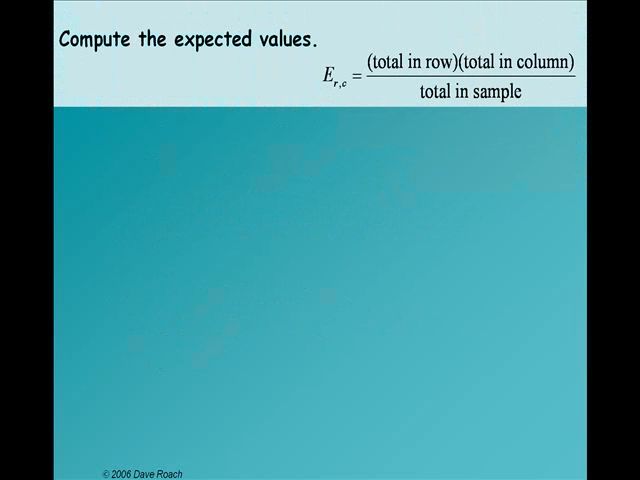 Compute the expected values.
E_{r,c} = (total in row)(total in column) / total in sample
© 2006 Dave Roach